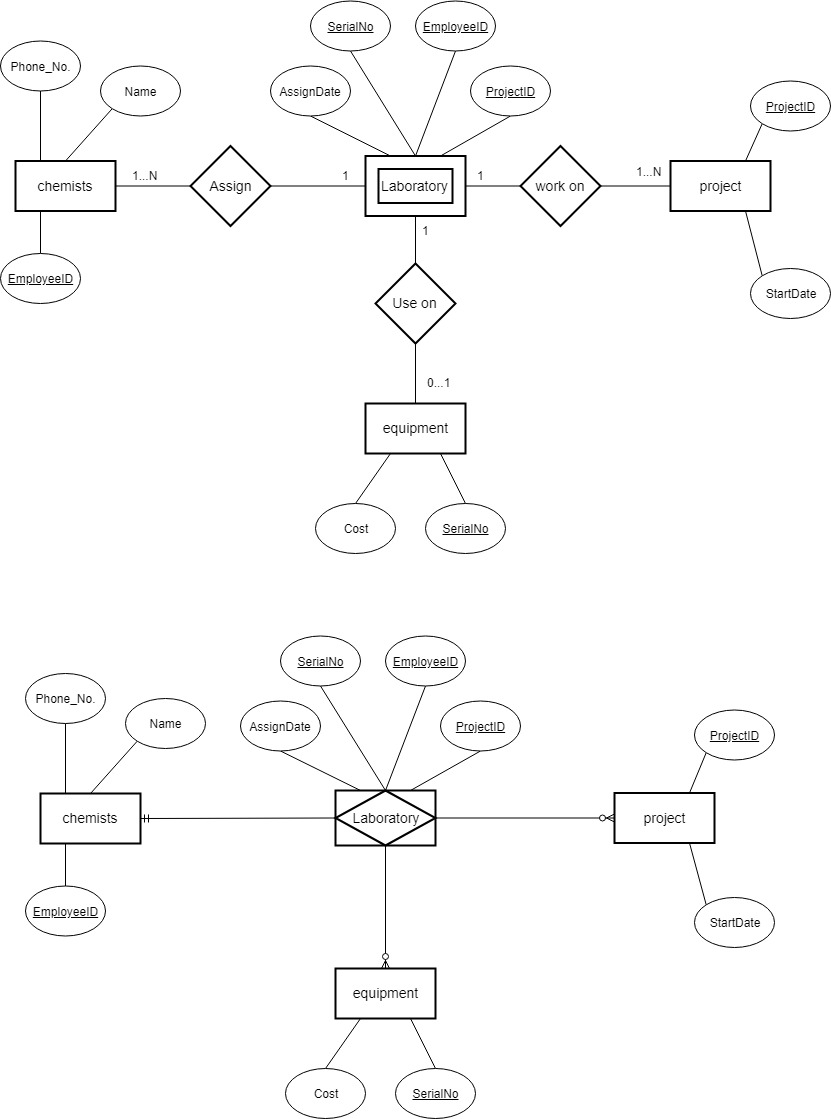 SerialNo
EmployeeID
Phone_No.
Name
AssignDate
ProjectID
ProjectID
1...N
1
1
1...N
chemists
Assign
Laboratory
work on
project
1
EmployeeID
Use on
StartDate
0...1
equipment
Cost
SerialNo
SerialNo
EmployeeID
Phone_No.
Name
AssignDate
ProjectID
ProjectID
chemists
Laboratory
project
EmployeeID
StartDate
equipment
Cost
SerialNo